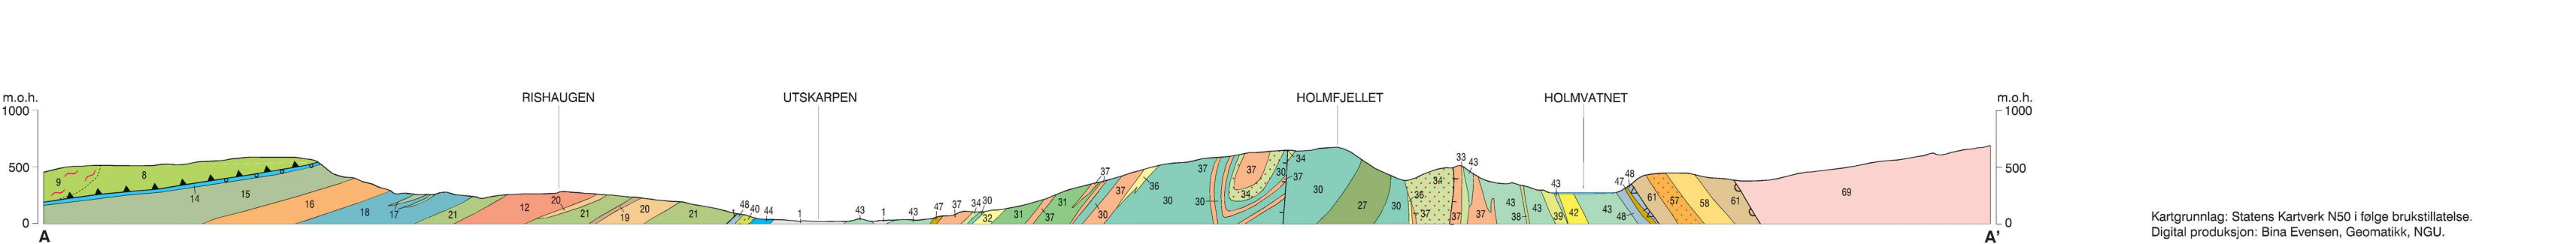 RISHAUGEN UTSKARPEN HOLMFJELLET HOLMVATNET
m.o.h. m.o.h.
1000 1000
500 500
0 0
9 8 14 15 16 18 17 21 12 20 21 19 20 21 48 40 44 1 43 1 43 47 37 34 30 32 31 37 31 37 30 37 36 30 37 30 37 34 30 34 37 30 27 30 36 37 34 33 43 37 37 43 38 43 43 39 42 43 47 48 48 61 57 58 61 69
A A'
Kartgrunnlag: Statens Kartverk N50 i følge brukstillatelse.
Digital produksjon: Bina Evensen, Geomatikk, NGU.